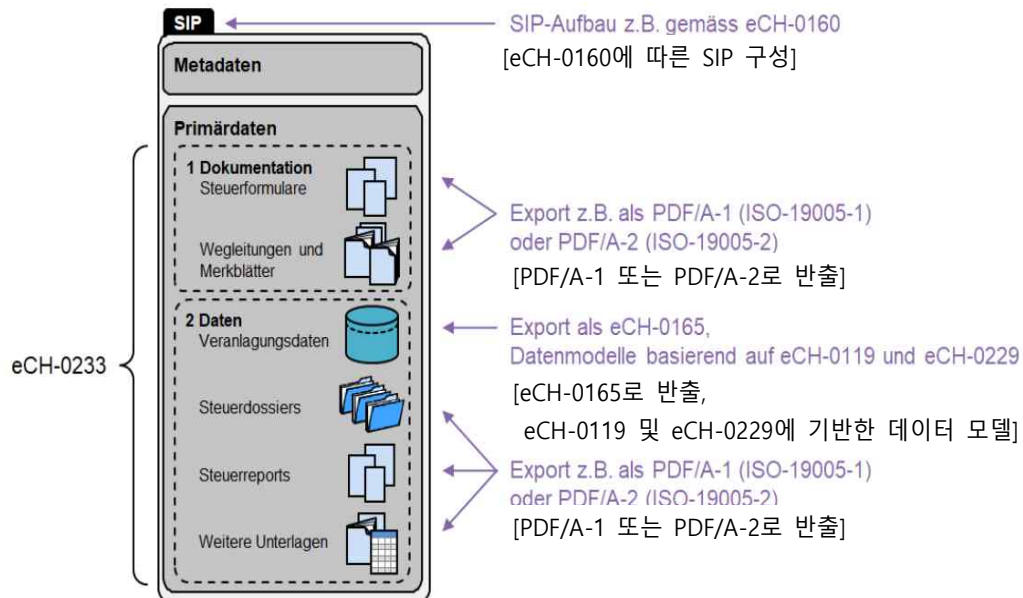 SIP
SIP-Aufbau z.B. gemäss eCH-0160
[eCH-0160에 따른 SIP 구성]
Metadaten
Primärdaten
1 Dokumentation
Steuerformulare
Wegleitungen und
Merkblätter
Export z.B. als PDF/A-1 (ISO-19005-1)
oder PDF/A-2 (ISO-19005-2)
[PDF/A-1 또는 PDF/A-2로 반출]
eCH-0233
2 Daten
Veranlagungsdaten
Export als eCH-0165,
Datenmodelle basierend auf eCH-0119 und eCH-0229
[eCH-0165로 반출,
eCH-0119 및 eCH-0229에 기반한 데이터 모델]
Steuerdossiers
Steuerreports
Weitere Unterlagen
Export z.B. als PDF/A-1 (ISO-19005-1)
oder PDF/A-2 (ISO-19005-2)
[PDF/A-1 또는 PDF/A-2로 반출]